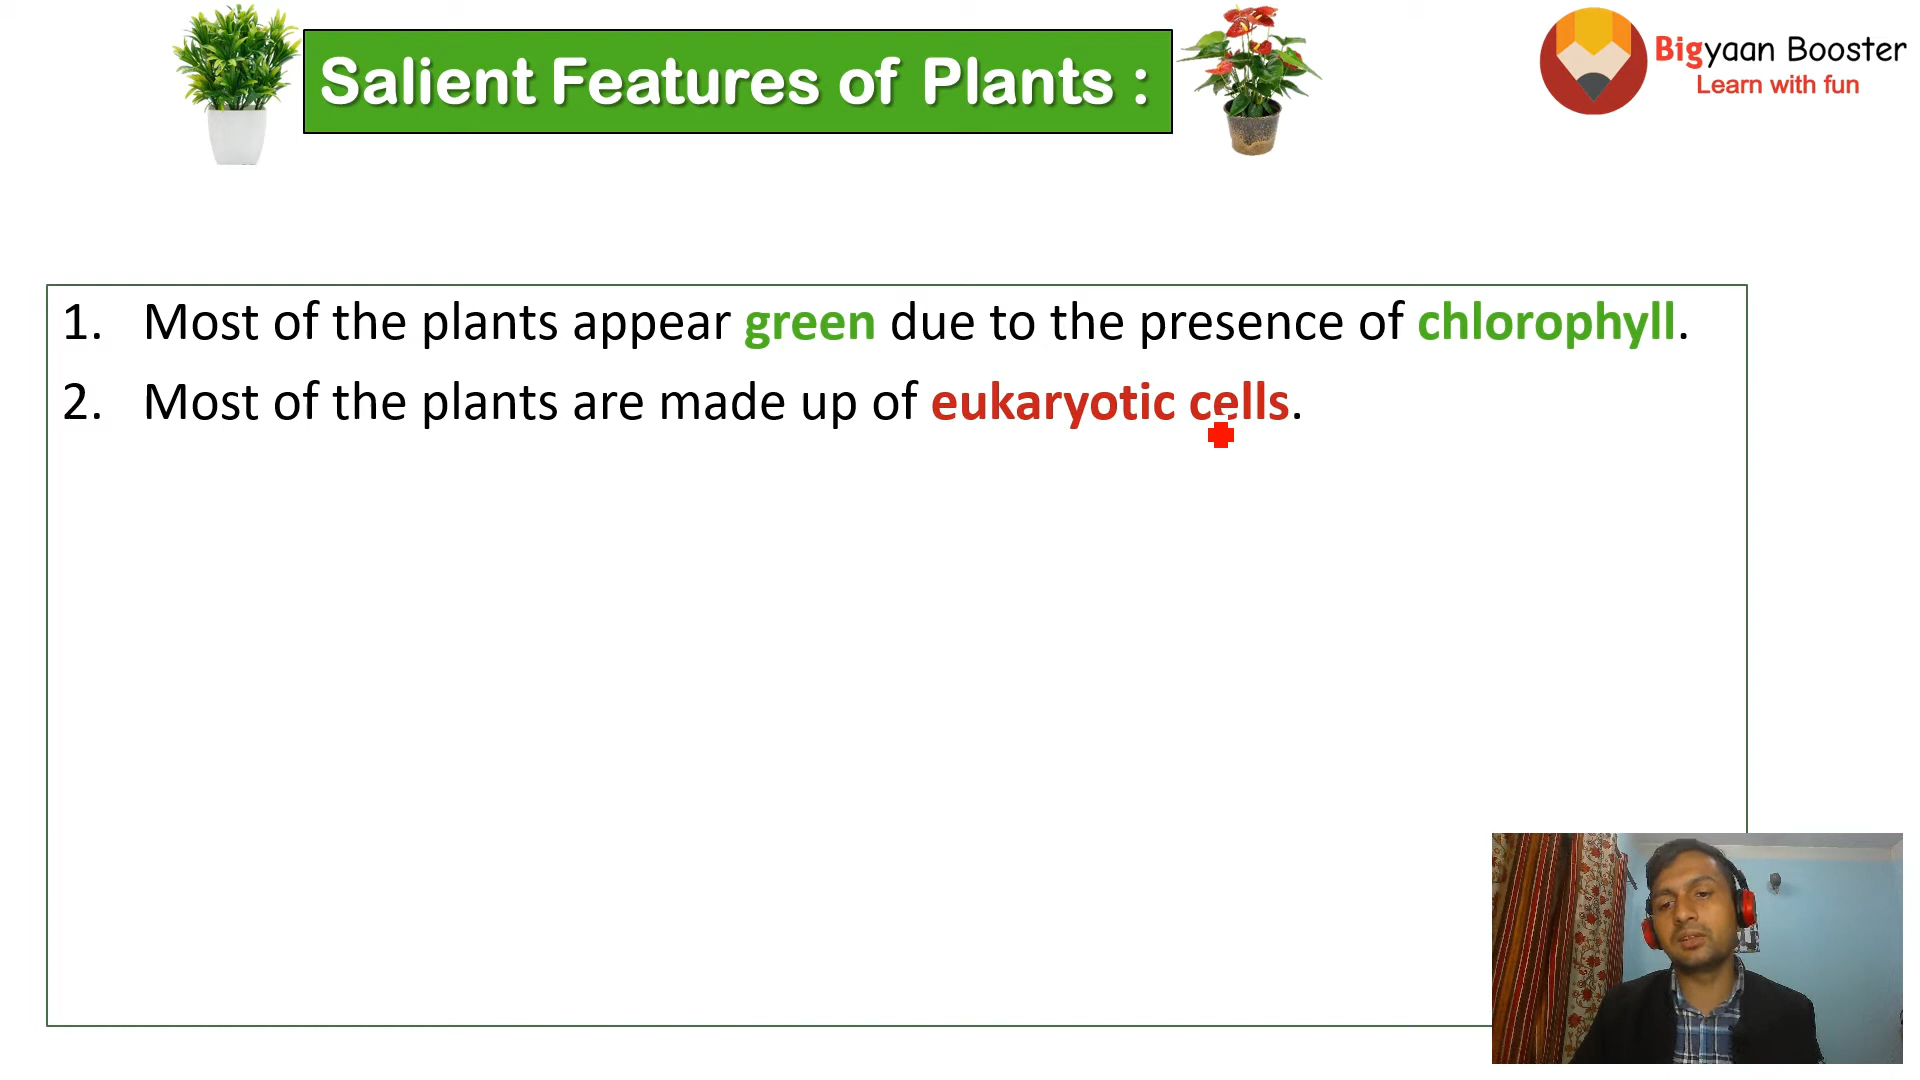 Salient Features of Plants :
Bigyaan Booster
Learn with fun
1. Most of the plants appear green due to the presence of chlorophyll.
2. Most of the plants are made up of eukaryotic cells.